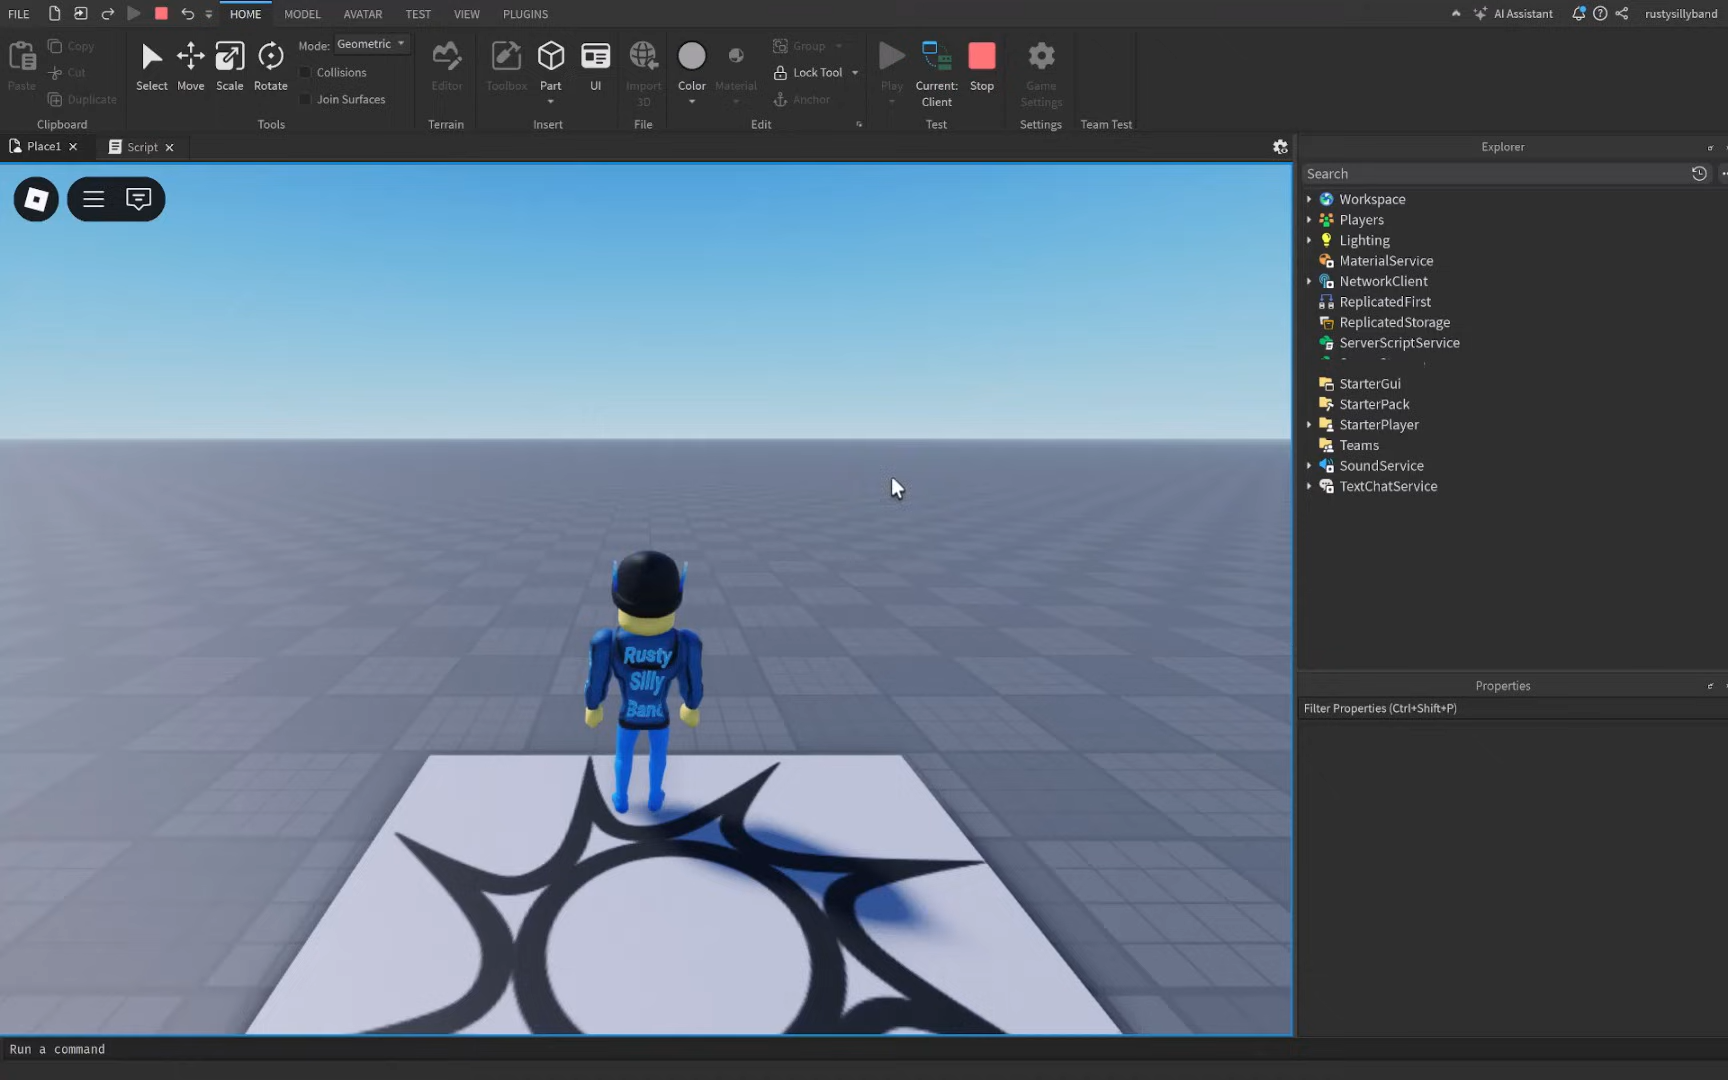 FILE HOME MODEL AVATAR TEST VIEW PLUGINS AI Assistant rustysillyband
Paste Copy Cut Duplicate
Clipboard
Select Move Scale Rotate
Mode: Geometric
Collisions
Join Surfaces
Tools
Editor
Terrain
Toolbox Part UI
Insert
Import
3D
File
Color Material
Group
Lock Tool
Anchor
Edit
Play
Current:
Client
Stop
Test
Game
Settings
Settings
Team Test
Place1 Script
Explorer
Search
Workspace
Players
Lighting
MaterialService
NetworkClient
ReplicatedFirst
ReplicatedStorage
ServerScriptService
StarterGui
StarterPack
StarterPlayer
Teams
SoundService
TextChatService
Rusty
Silly
Band
Properties
Filter Properties (Ctrl+Shift+P)
Run a command